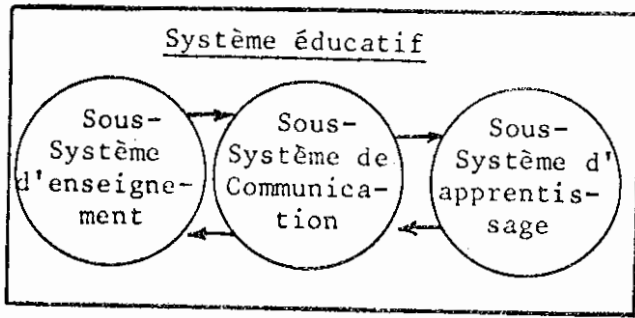 Système éducatif
Sous-
Système
d'enseigne-
ment
Sous-
Système de
Communica-
tion
Sous-
Système d'
apprentis-
sage